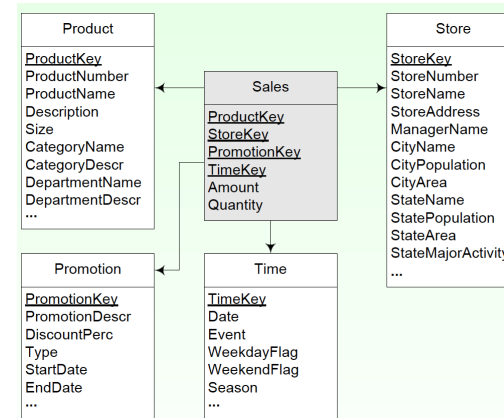 Product
ProductKey
ProductNumber
ProductName
Description
Size
CategoryName
CategoryDescr
DepartmentName
DepartmentDescr
...
Sales
ProductKey
StoreKey
PromotionKey
TimeKey
Amount
Quantity
Store
StoreKey
StoreNumber
StoreName
StoreAddress
ManagerName
CityName
CityPopulation
CityArea
StateName
StatePopulation
StateArea
StateMajorActivity
...
Promotion
PromotionKey
PromotionDescr
DiscountPerc
Type
StartDate
EndDate
...
Time
TimeKey
Date
Event
WeekdayFlag
WeekendFlag
Season
...